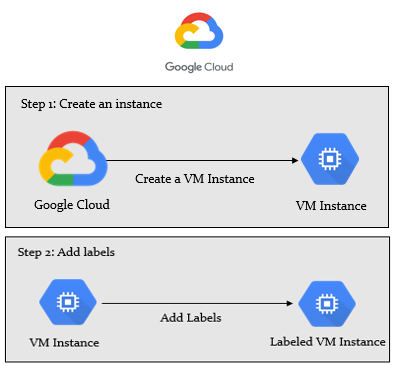 Google Cloud
Step 1: Create an instance
Create a VM Instance
Google Cloud
VM Instance
Step 2: Add labels
Add Labels
VM Instance
Labeled VM Instance